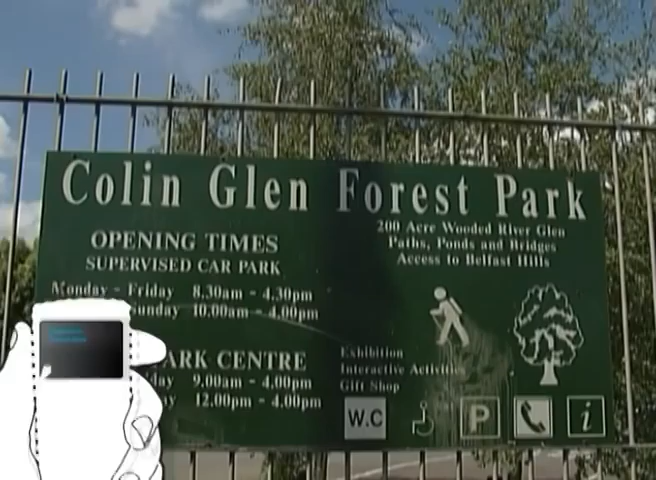 Colin Glen Forest Park
OPENING TIMES
SUPERVISED CAR PARK
Monday - Friday 8.30am - 4.30pm
unday 10.00am - 4.00pm
ARK CENTRE
day 9.00am - 4.00pm
y 12.00pm - 4.00pm
200 Acre Wooded River Glen
Paths, Ponds and Bridges
Access to Belfast Hills
Exhibition
Interactive Activities
Gift Shop
W.C
P
i